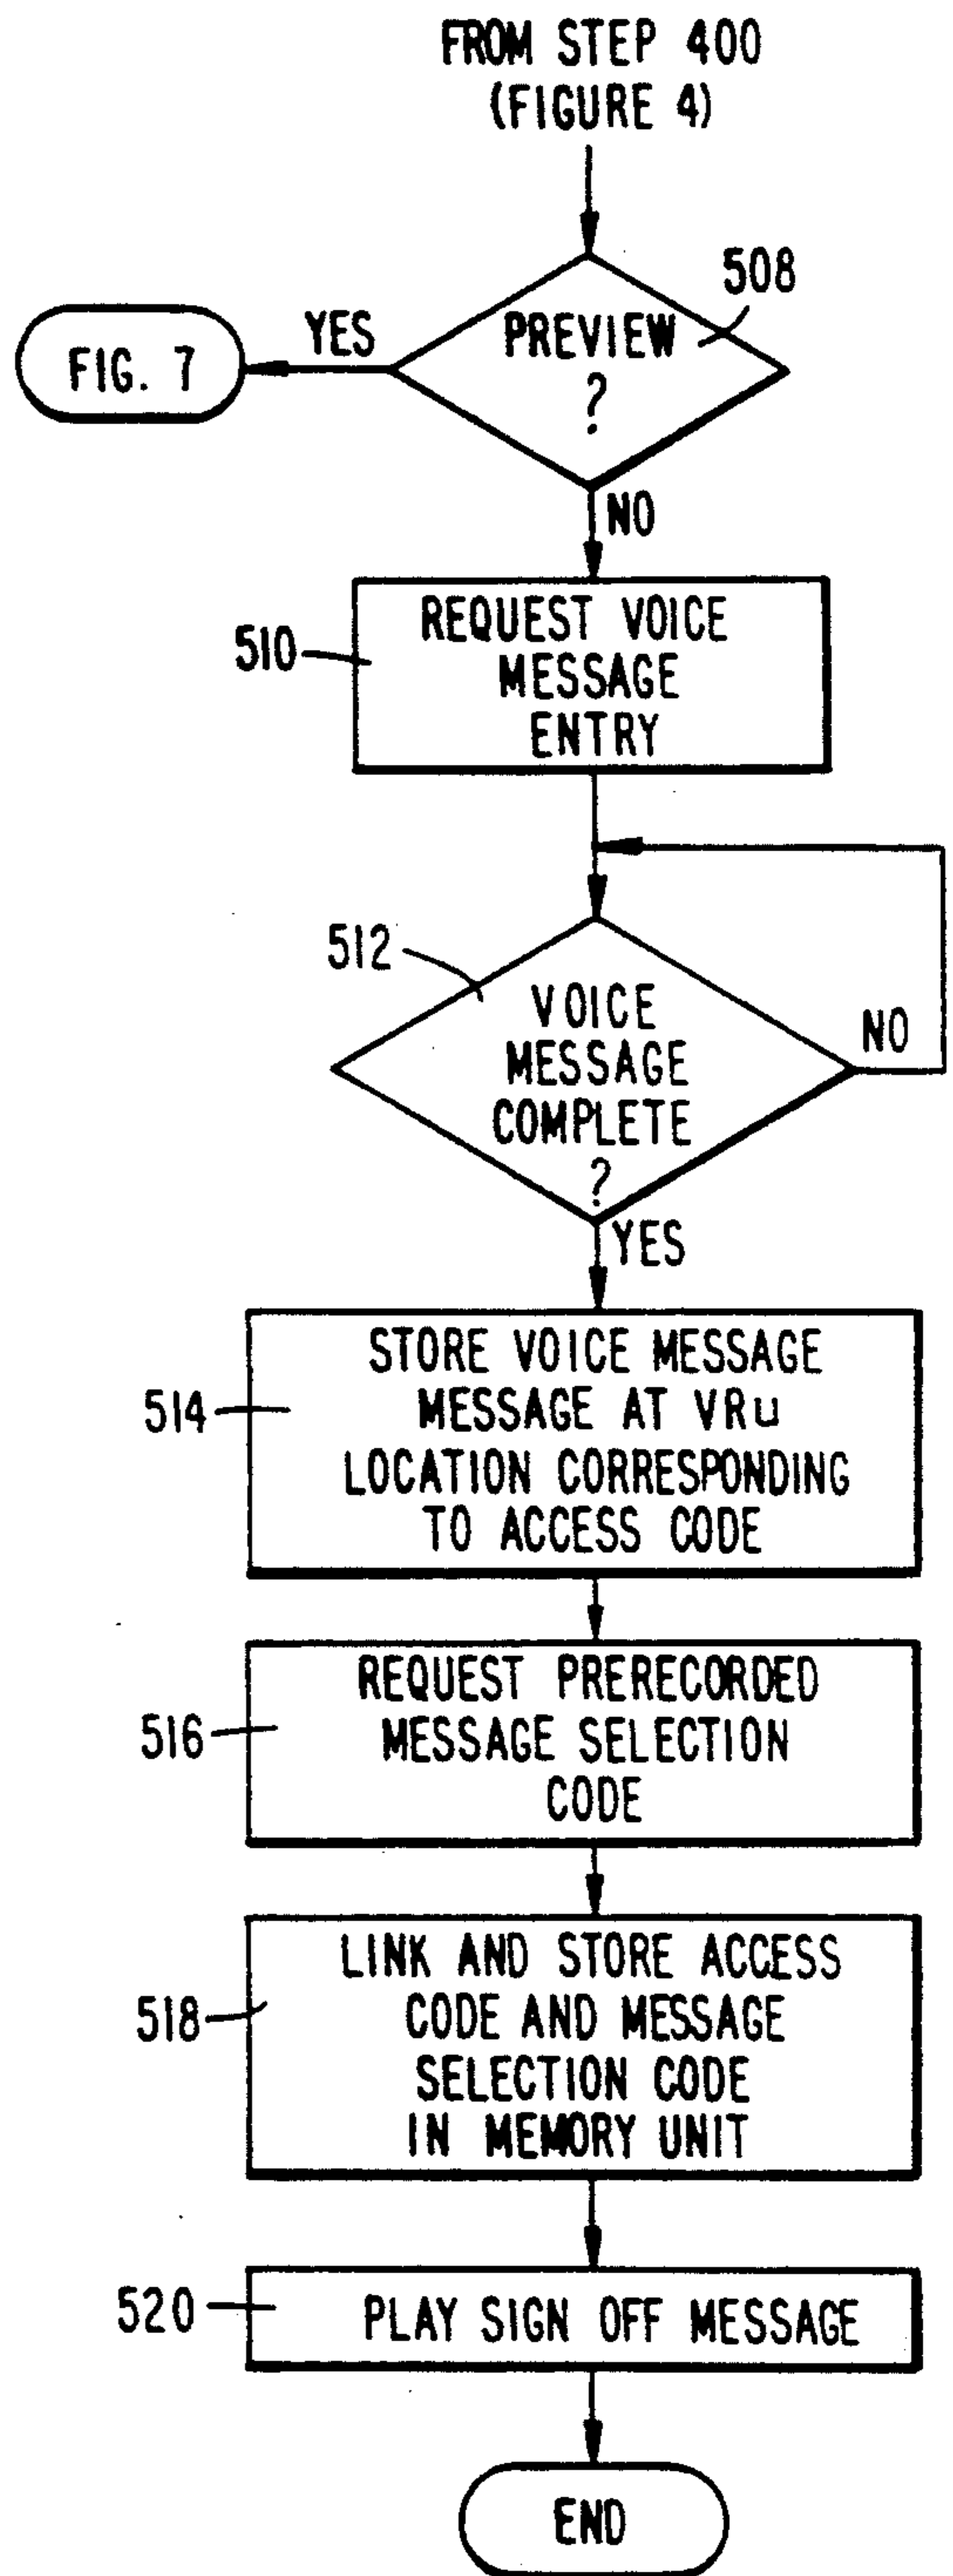 FROM STEP 400
(FIGURE 4)
508
PREVIEW
?
YES
FIG. 7
NO
510
REQUEST VOICE
MESSAGE
ENTRY
512
VOICE
MESSAGE
COMPLETE
?
NO
YES
514
STORE VOICE MESSAGE
MESSAGE AT VRu
LOCATION CORRESPONDING
TO ACCESS CODE
516
REQUEST PRERECORDED
MESSAGE SELECTION
CODE
518
LINK AND STORE ACCESS
CODE AND MESSAGE
SELECTION CODE
IN MEMORY UNIT
520
PLAY SIGN OFF MESSAGE
END